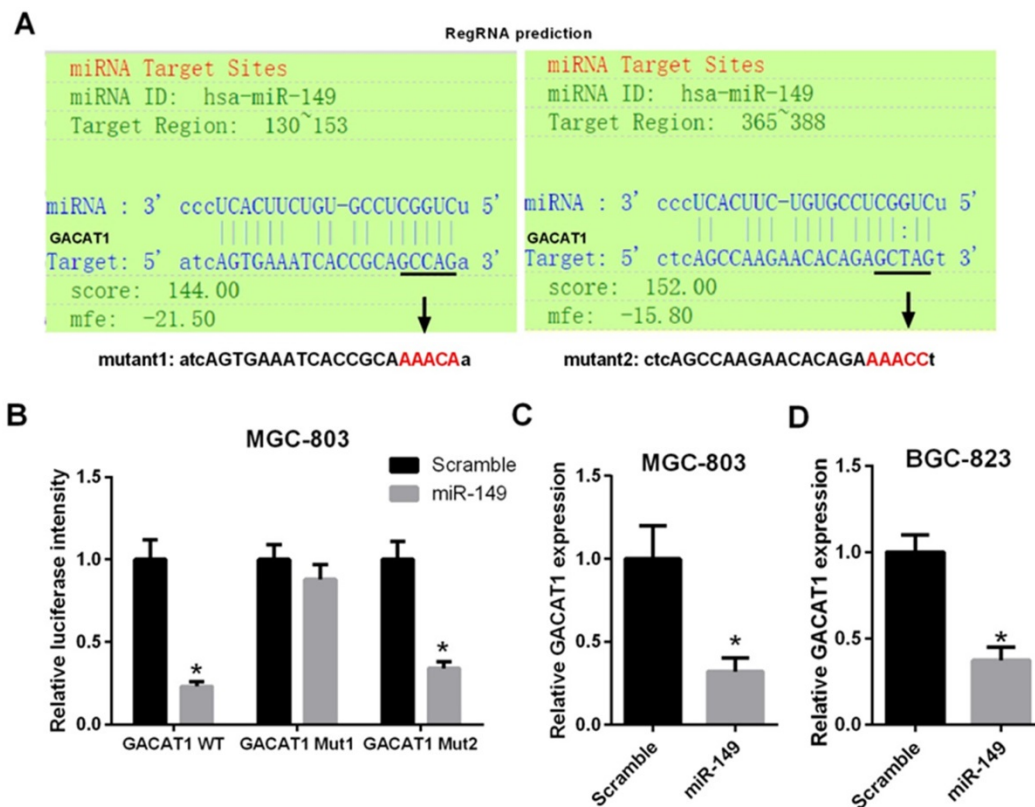 A
RegRNA prediction
miRNA Target Sites
miRNA ID: hsa-miR-149
Target Region: 130~153
miRNA : 3' cccUCACUUCUGU-GCCUCGGUCu 5'
|||||| || || ||||||
GACAT1
Target: 5' atcAGTGAAATCACCGCAGCCAGa 3'
score: 144.00
mfe: -21.50
mutant1: atcAGTGAAATCACCGCAAAACAa
miRNA Target Sites
miRNA ID: hsa-miR-149
Target Region: 365~388
miRNA : 3' cccUCACUUC-UGUGCCUCGGUCu 5'
|| ||| ||| ||||:||
GACAT1
Target: 5' ctcAGCCAAGAACACAGAGCTAGt 3'
score: 152.00
mfe: -15.80
mutant2: ctcAGCCAAGAACACAGAAAACCt
B
MGC-803
Scramble
miR-149
Relative luciferase intensity
1.5
1.0
0.5
0.0
*
*
GACAT1 WT
GACAT1 Mut1
GACAT1 Mut2
C
MGC-803
Relative GACAT1 expression
1.5
1.0
0.5
0.0
*
Scramble
miR-149
D
BGC-823
Relative GACAT1 expression
1.5
1.0
0.5
0.0
*
Scramble
miR-149